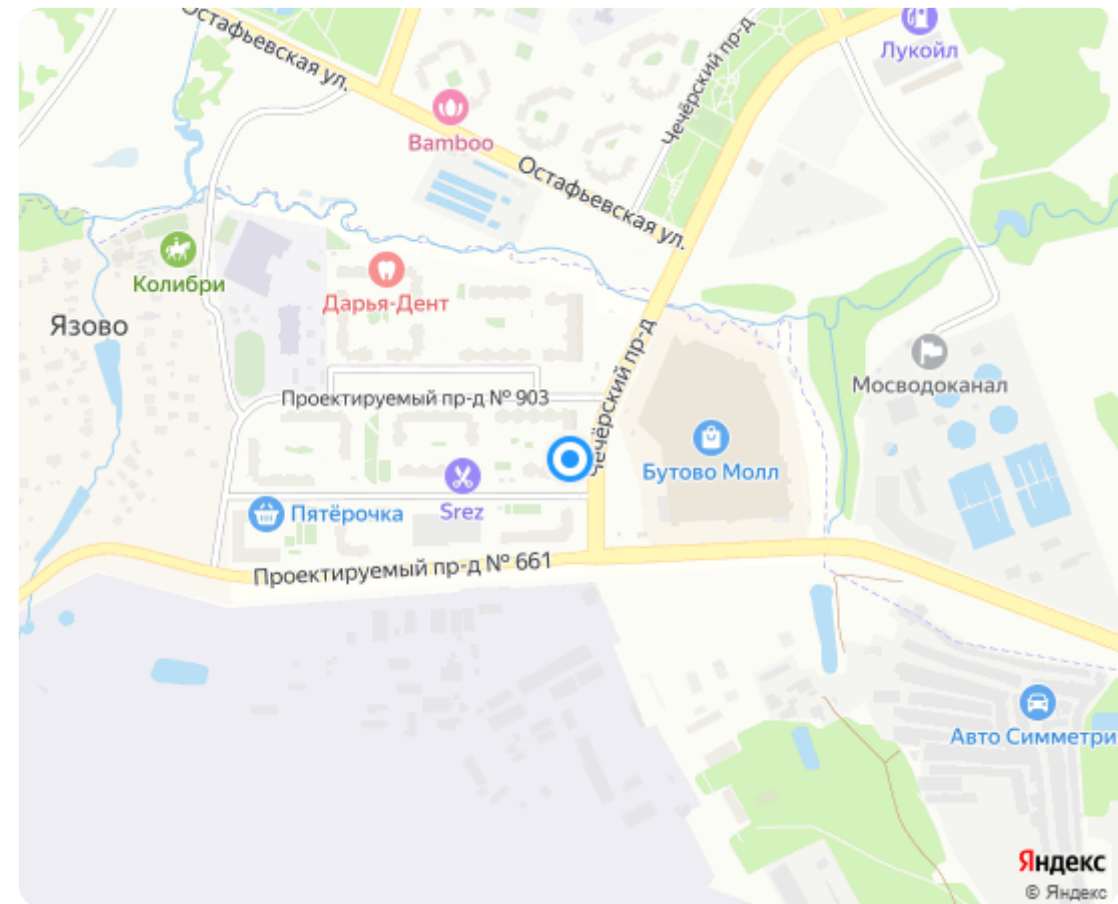 Остафьевская ул.
Чечёрский пр-д
Лукойл
Bamboo
Остафьевская ул.
Колибри
Дарья-Дент
Язово
Чечёрский пр-д
Мосводоканал
Проектируемый пр-д № 903
Бутово Молл
Пятёрочка
Srez
Проектируемый пр-д № 661
Авто Симметри
Яндекс
© Яндекс